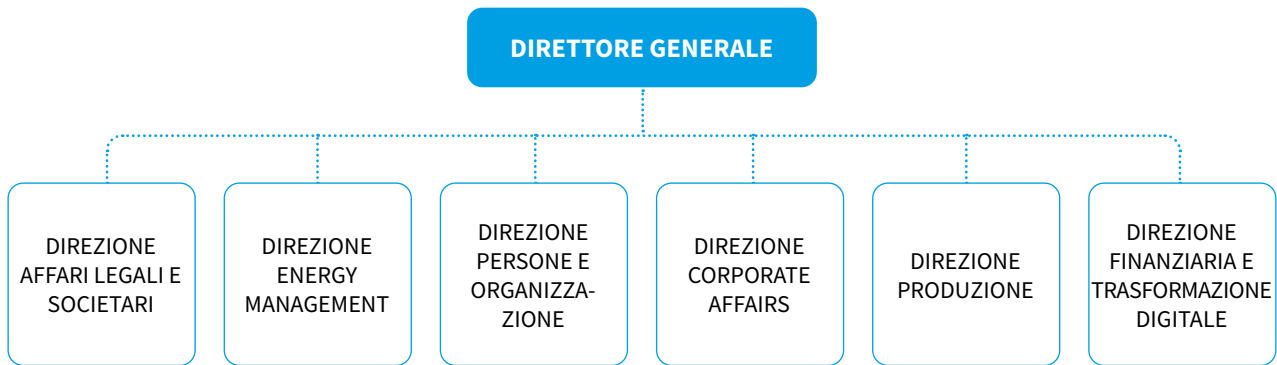 DIRETTORE GENERALE
DIREZIONE
AFFARI LEGALI E
SOCIETARI
DIREZIONE
ENERGY
MANAGEMENT
DIREZIONE
PERSONE E
ORGANIZZA-
ZIONE
DIREZIONE
CORPORATE
AFFAIRS
DIREZIONE
PRODUZIONE
DIREZIONE
FINANZIARIA E
TRASFORMAZIONE
DIGITALE